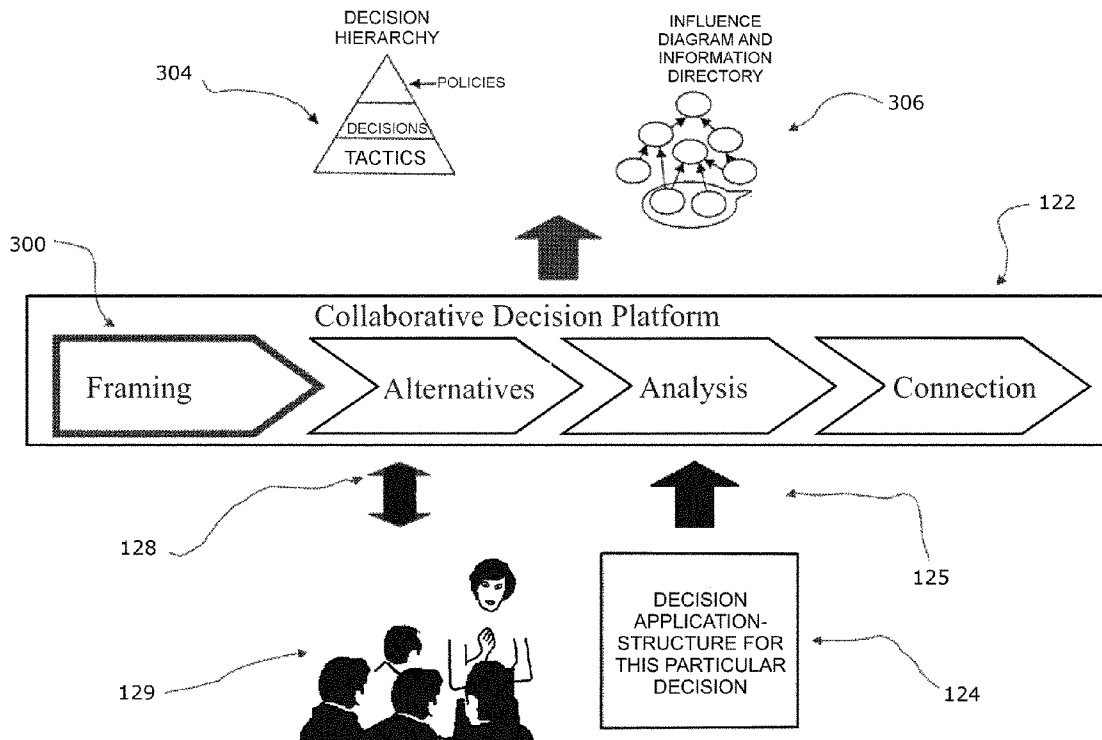 DECISION
HIERARCHY
304
POLICIES
DECISIONS
TACTICS
INFLUENCE
DIAGRAM AND
INFORMATION
DIRECTORY
306
300
122
Collaborative Decision Platform
Framing
Alternatives
Analysis
Connection
128
125
129
DECISION
APPLICATION-
STRUCTURE FOR
THIS PARTICULAR
DECISION
124